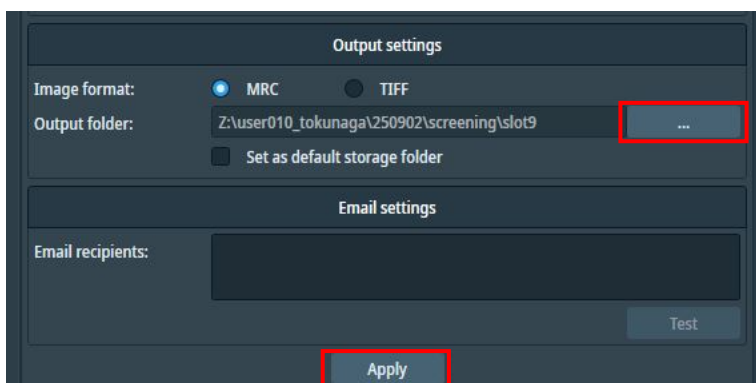 Output settings
Image format: MRC TIFF
Output folder: Z:\user010_tokunaga\250902\screening\slot9 ...
Set as default storage folder
Email settings
Email recipients:
Test
Apply